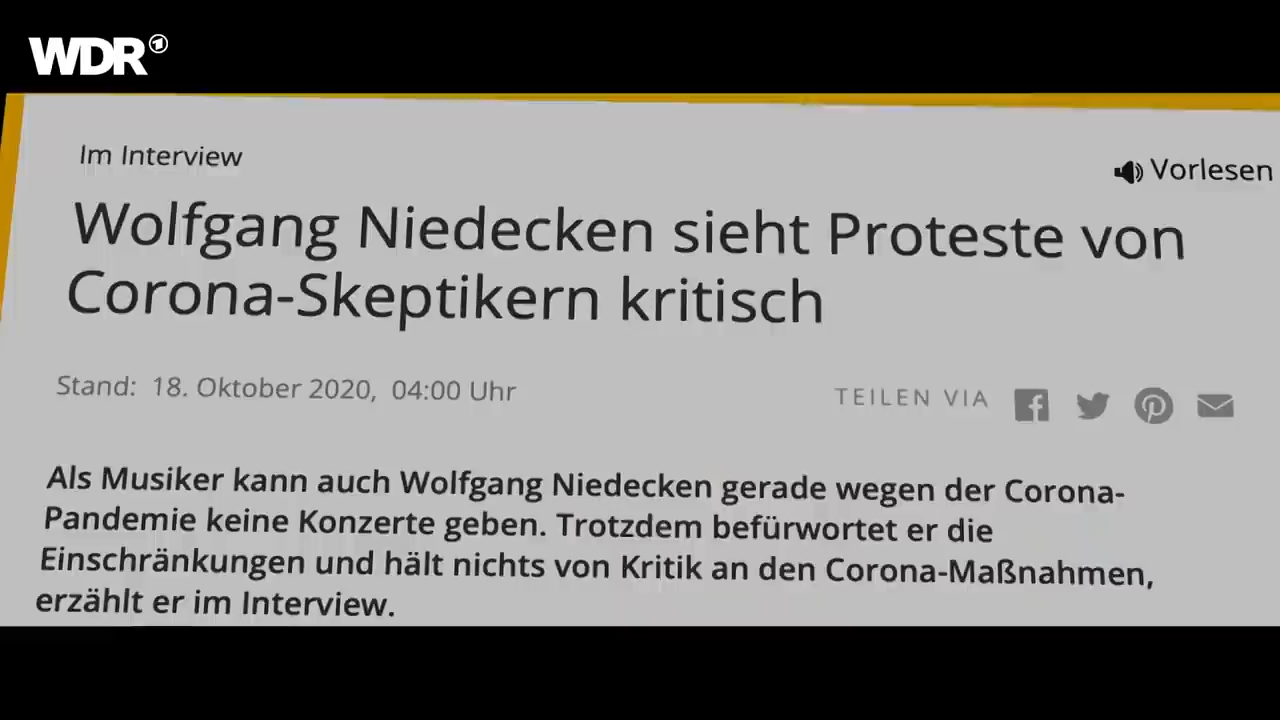 WDR
Im Interview
Vorlesen
Wolfgang Niedecken sieht Proteste von
Corona-Skeptikern kritisch
Stand: 18. Oktober 2020, 04:00 Uhr
TEILEN VIA
Als Musiker kann auch Wolfgang Niedecken gerade wegen der Corona-
Pandemie keine Konzerte geben. Trotzdem befürwortet er die
Einschränkungen und hält nichts von Kritik an den Corona-Maßnahmen,
erzählt er im Interview.